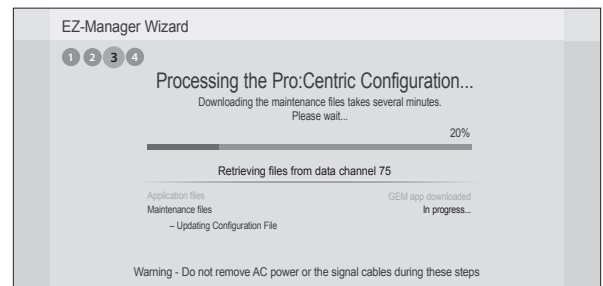 EZ-Manager Wizard
1 2 3 4
Processing the Pro:Centric Configuration...
Downloading the maintenance files takes several minutes.
Please wait...
20%
Retrieving files from data channel 75
Application files GEM app downloaded
Maintenance files In progress...
– Updating Configuration File
Warning - Do not remove AC power or the signal cables during these steps